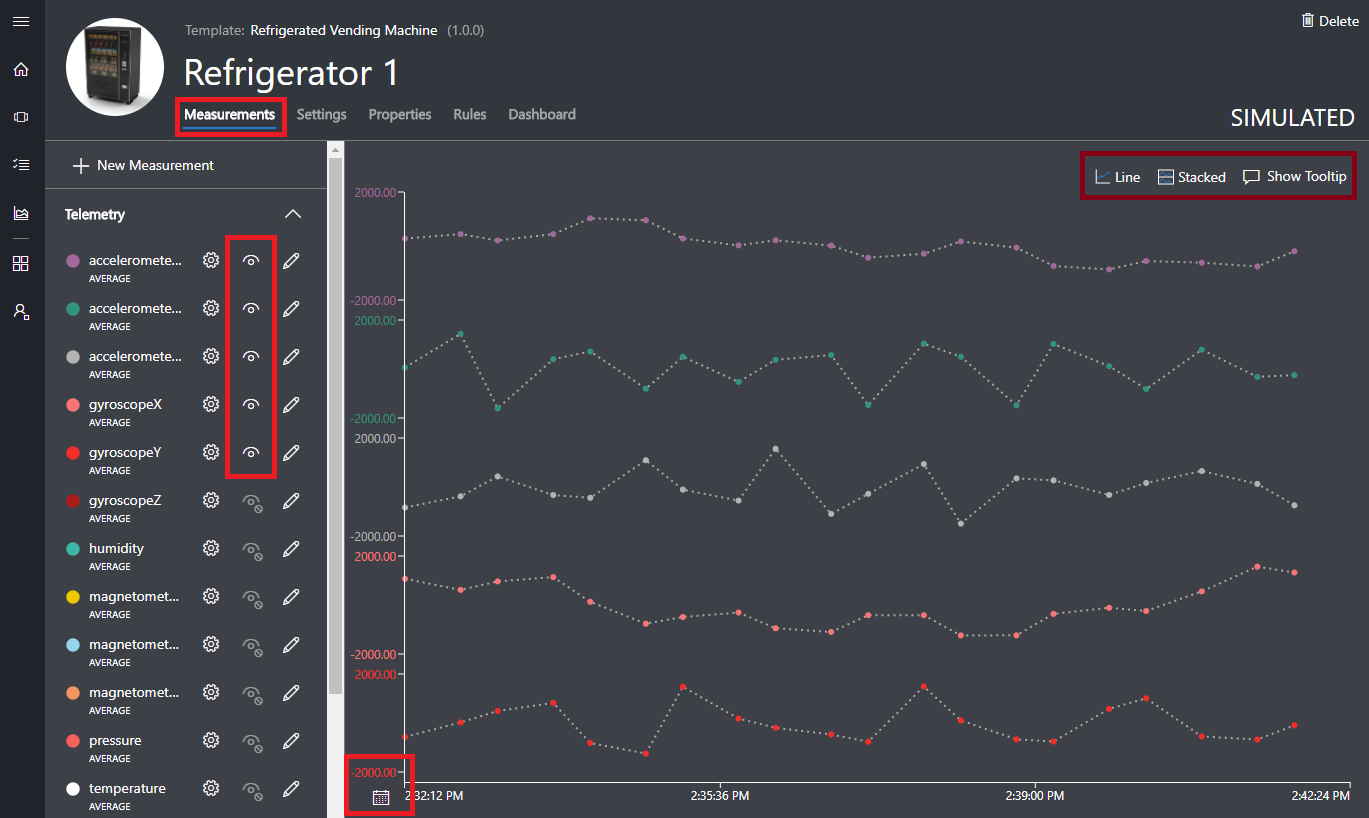 Template: Refrigerated Vending Machine (1.0.0)
Delete
Refrigerator 1
Measurements Settings Properties Rules Dashboard
SIMULATED
New Measurement
Line Stacked Show Tooltip
Telemetry
acceleromete...
AVERAGE
acceleromete...
AVERAGE
acceleromete...
AVERAGE
gyroscopeX
AVERAGE
gyroscopeY
AVERAGE
gyroscopeZ
AVERAGE
humidity
AVERAGE
magnetomet...
AVERAGE
magnetomet...
AVERAGE
magnetomet...
AVERAGE
pressure
AVERAGE
temperature
AVERAGE
2000.00
-2000.00
2000.00
-2000.00
2000.00
-2000.00
2000.00
-2000.00
2000.00
-2000.00
2:32:12 PM 2:35:36 PM 2:39:00 PM 2:42:24 PM